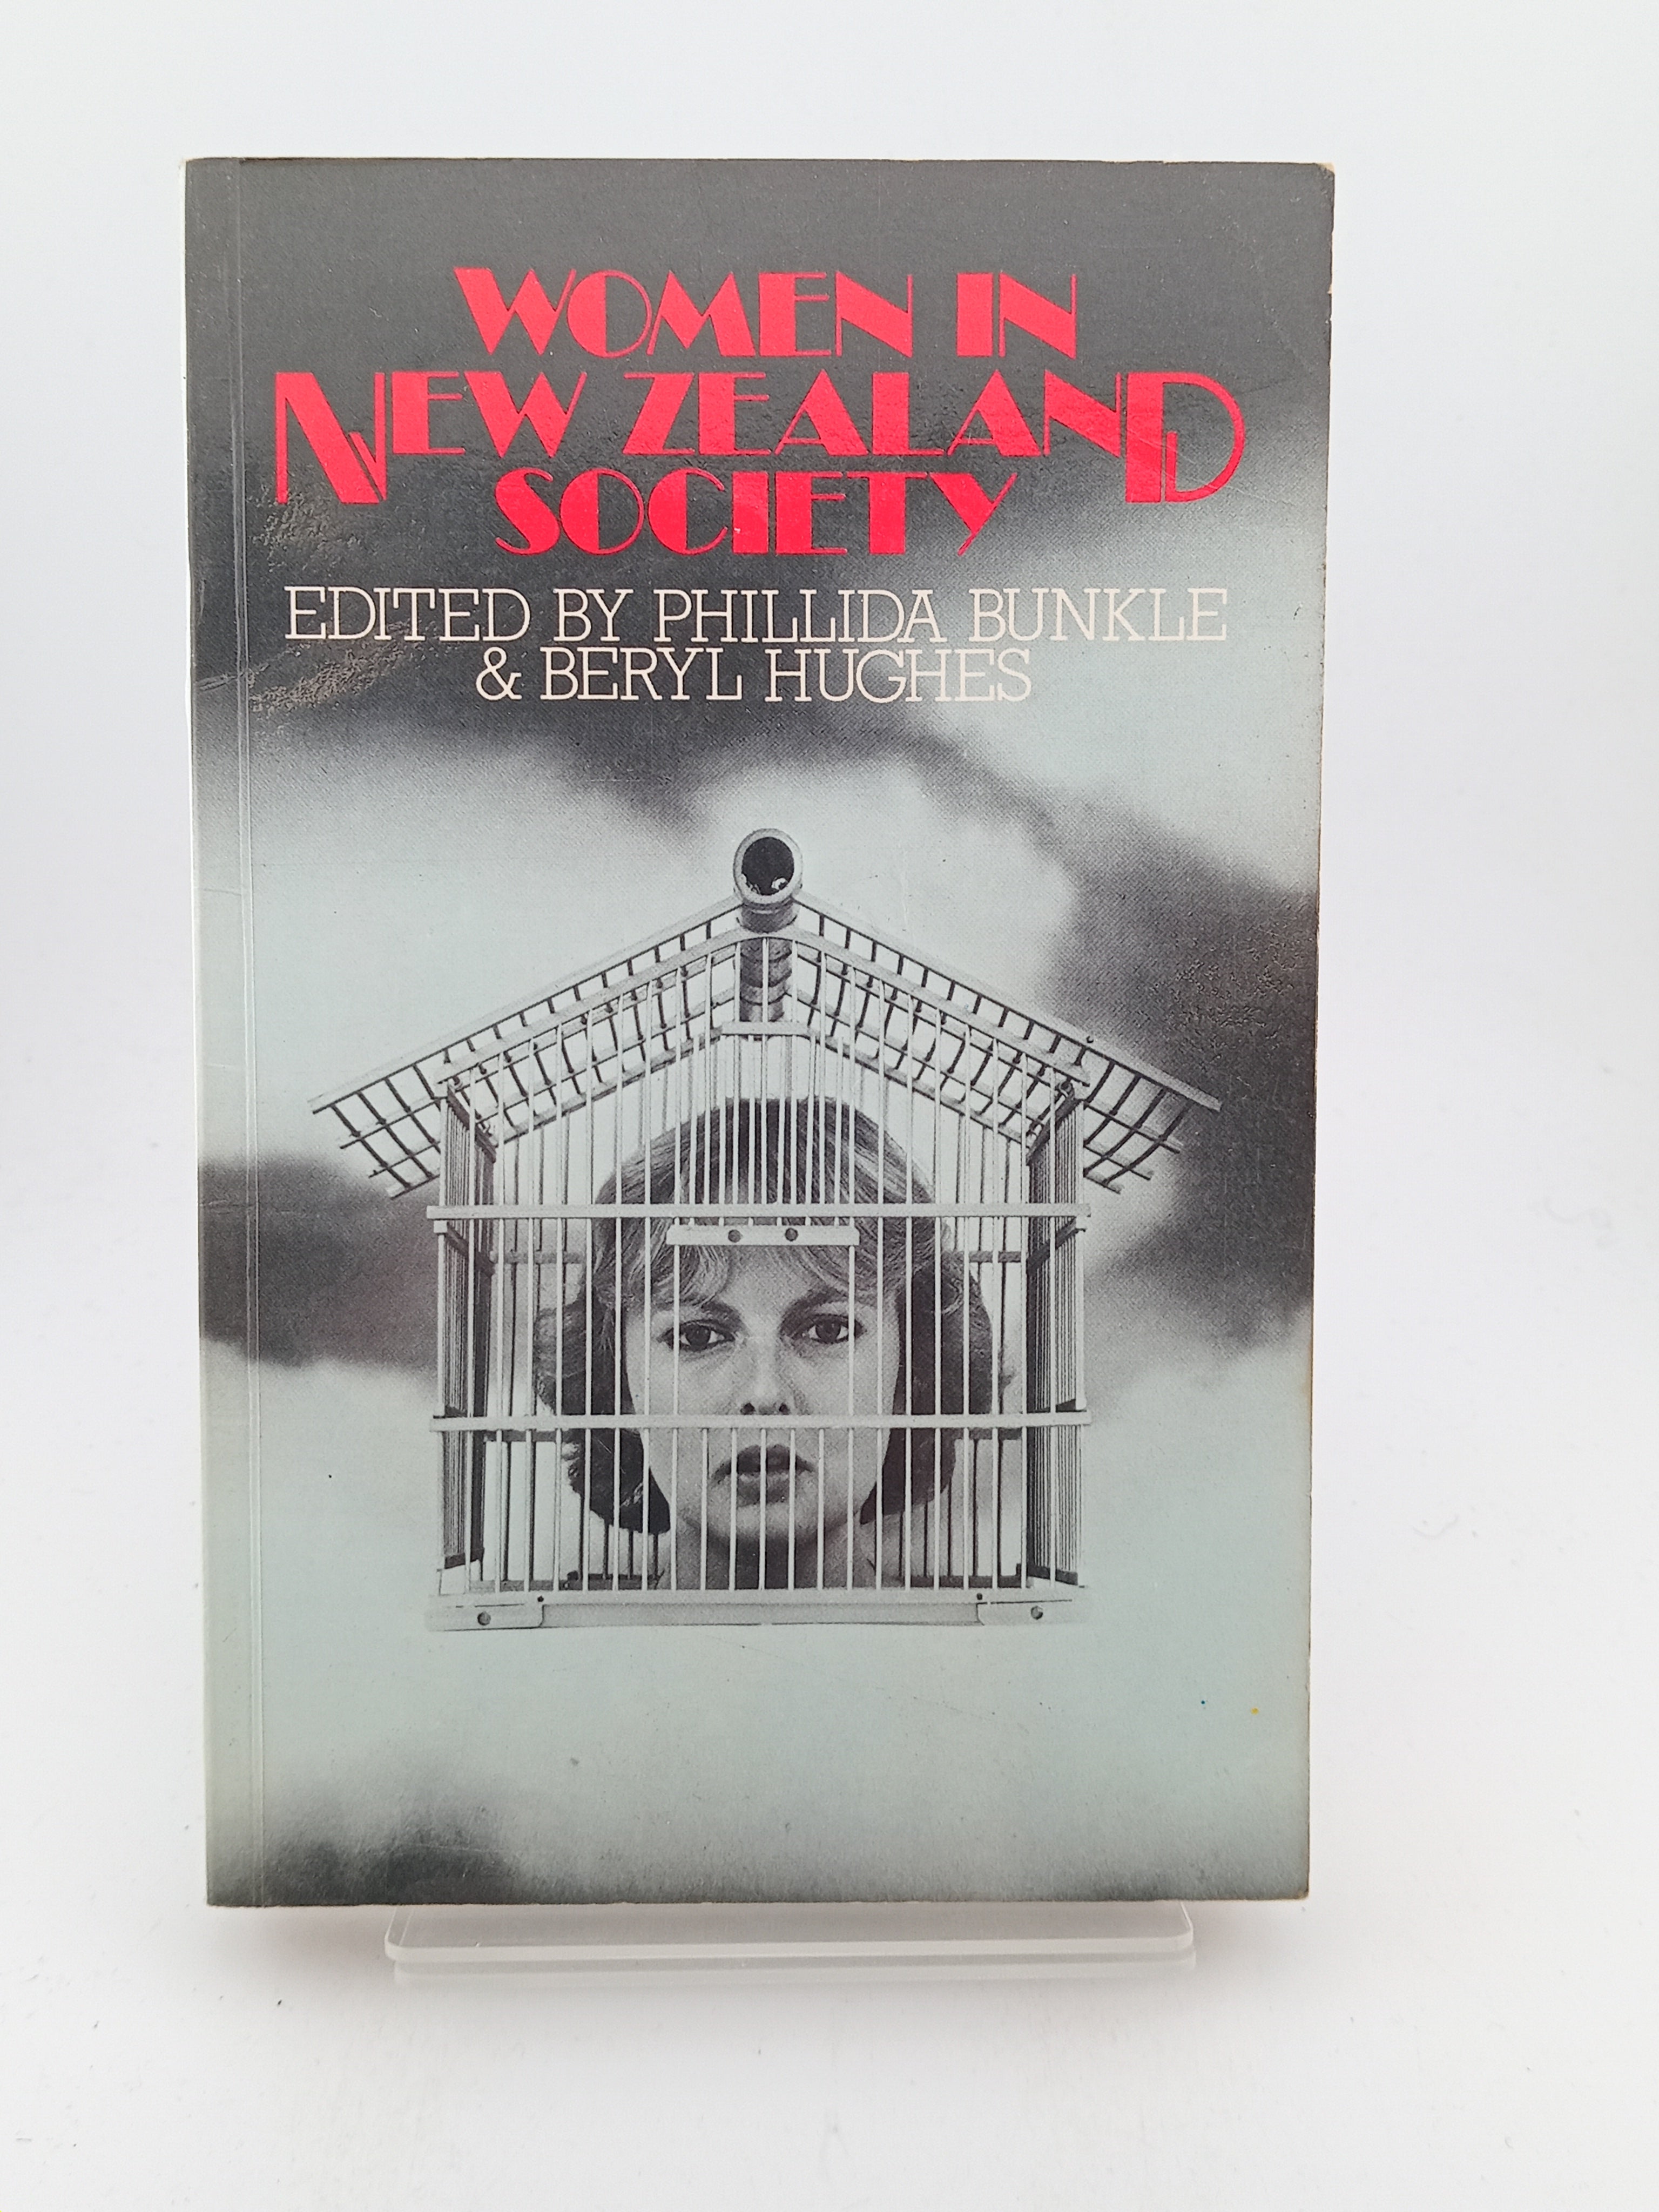 WOMEN IN
NEW ZEALAND
SOCIETY
EDITED BY PHILLIDA BUNKLE
& BERYL HUGHES